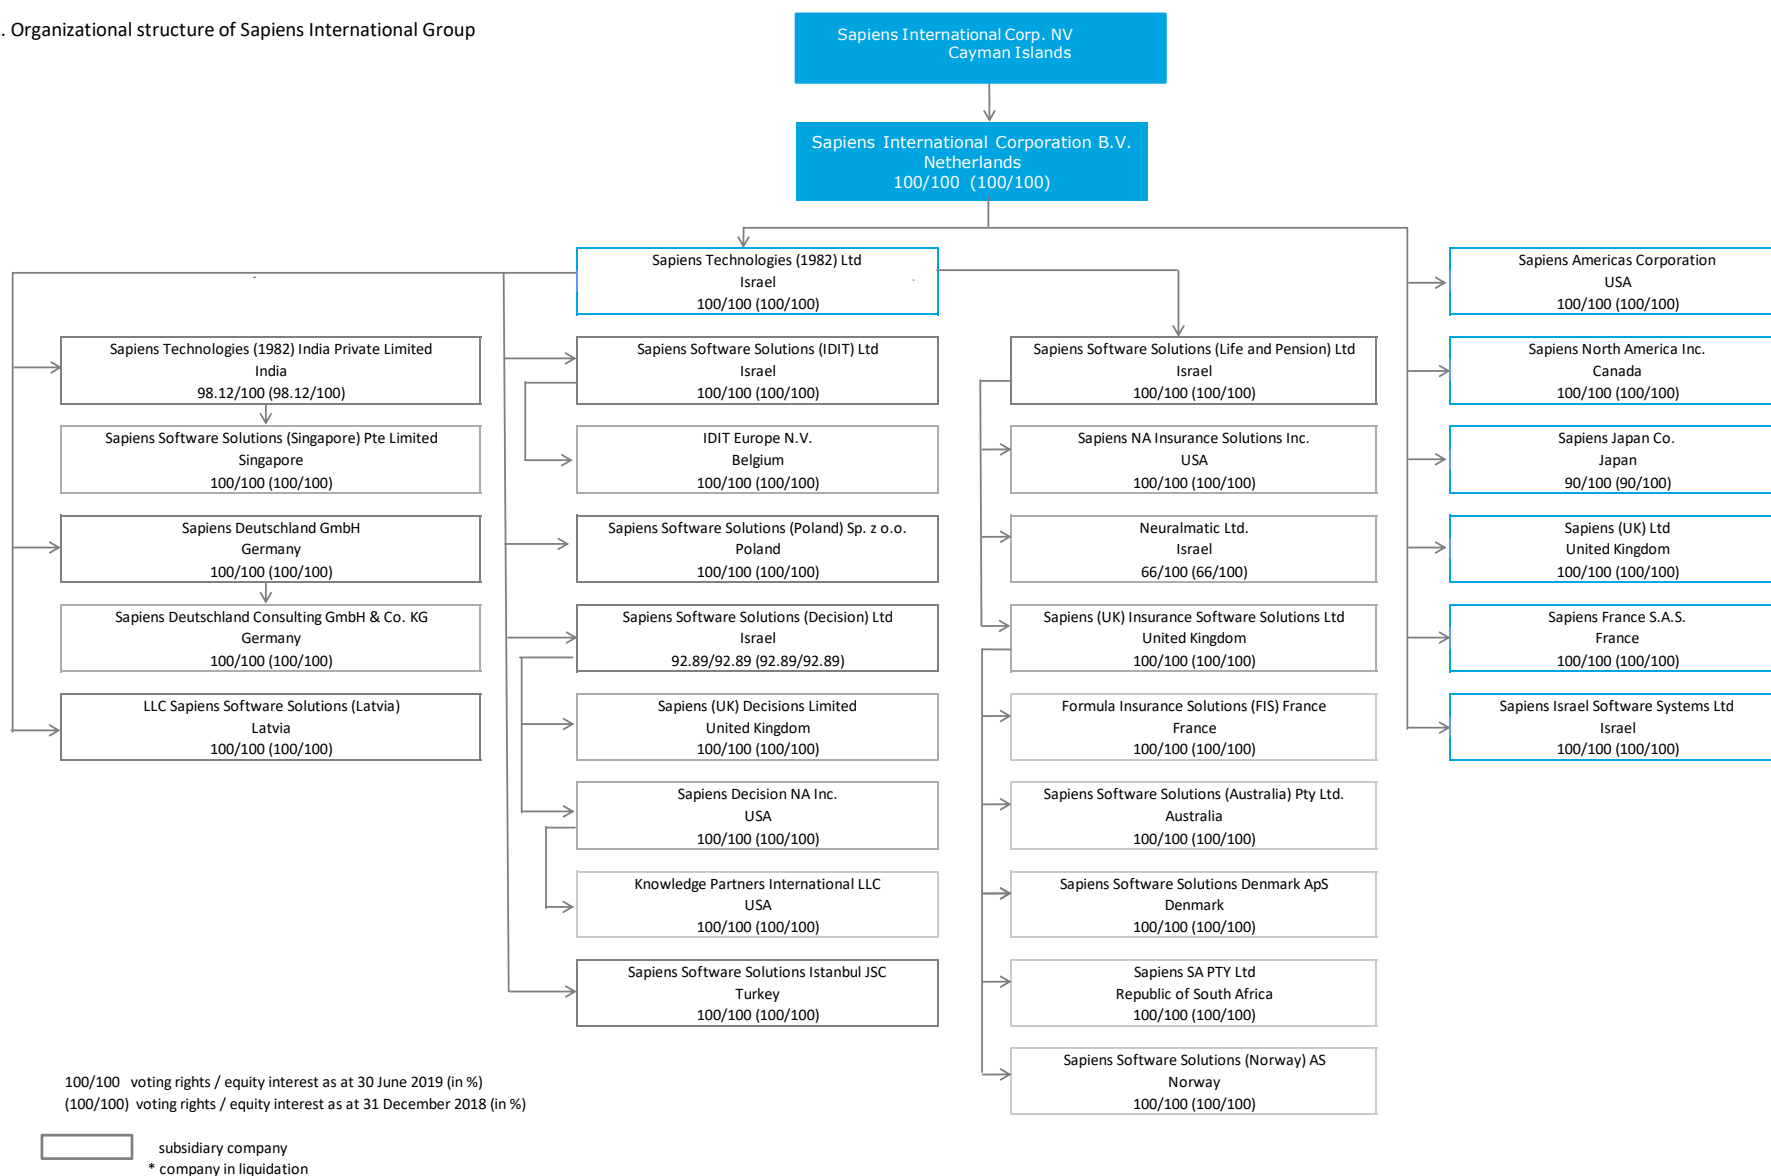 . Organizational structure of Sapiens International Group
Sapiens International Corp. NV
Cayman Islands
Sapiens International Corporation B.V.
Netherlands
100/100 (100/100)
Sapiens Technologies (1982) Ltd
Israel
100/100 (100/100)
Sapiens Americas Corporation
USA
100/100 (100/100)
Sapiens Technologies (1982) India Private Limited
India
98.12/100 (98.12/100)
Sapiens Software Solutions (IDIT) Ltd
Israel
100/100 (100/100)
Sapiens Software Solutions (Life and Pension) Ltd
Israel
100/100 (100/100)
Sapiens North America Inc.
Canada
100/100 (100/100)
Sapiens Software Solutions (Singapore) Pte Limited
Singapore
100/100 (100/100)
IDIT Europe N.V.
Belgium
100/100 (100/100)
Sapiens NA Insurance Solutions Inc.
USA
100/100 (100/100)
Sapiens Japan Co.
Japan
90/100 (90/100)
Sapiens Deutschland GmbH
Germany
100/100 (100/100)
Sapiens Software Solutions (Poland) Sp. z o.o.
Poland
100/100 (100/100)
Neuralmatic Ltd.
Israel
66/100 (66/100)
Sapiens (UK) Ltd
United Kingdom
100/100 (100/100)
Sapiens Deutschland Consulting GmbH & Co. KG
Germany
100/100 (100/100)
Sapiens Software Solutions (Decision) Ltd
Israel
92.89/92.89 (92.89/92.89)
Sapiens (UK) Insurance Software Solutions Ltd
United Kingdom
100/100 (100/100)
Sapiens France S.A.S.
France
100/100 (100/100)
LLC Sapiens Software Solutions (Latvia)
Latvia
100/100 (100/100)
Sapiens (UK) Decisions Limited
United Kingdom
100/100 (100/100)
Formula Insurance Solutions (FIS) France
France
100/100 (100/100)
Sapiens Israel Software Systems Ltd
Israel
100/100 (100/100)
Sapiens Decision NA Inc.
USA
100/100 (100/100)
Sapiens Software Solutions (Australia) Pty Ltd.
Australia
100/100 (100/100)
Knowledge Partners International LLC
USA
100/100 (100/100)
Sapiens Software Solutions Denmark ApS
Denmark
100/100 (100/100)
Sapiens Software Solutions Istanbul JSC
Turkey
100/100 (100/100)
Sapiens SA PTY Ltd
Republic of South Africa
100/100 (100/100)
Sapiens Software Solutions (Norway) AS
Norway
100/100 (100/100)
100/100 voting rights / equity interest as at 30 June 2019 (in %)
(100/100) voting rights / equity interest as at 31 December 2018 (in %)
subsidiary company
* company in liquidation